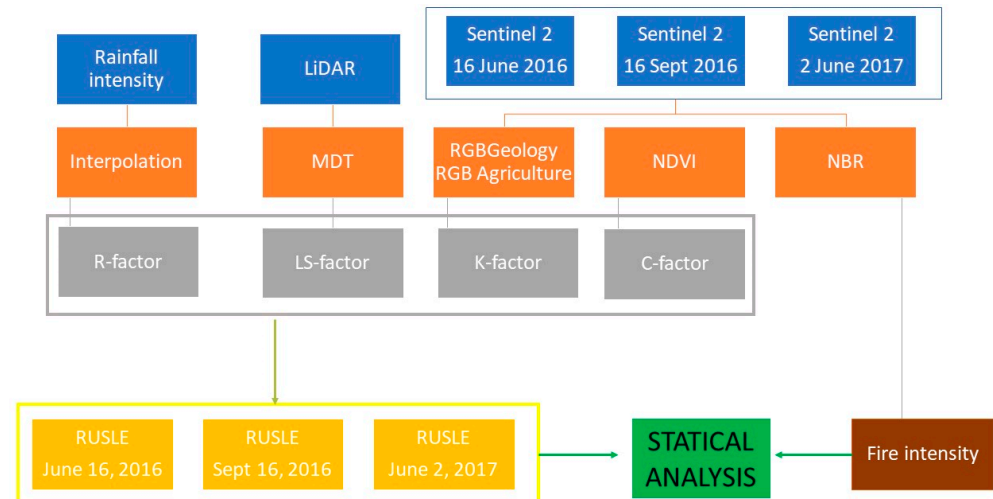 Rainfall
intensity
LiDAR
Sentinel 2
16 June 2016
Sentinel 2
16 Sept 2016
Sentinel 2
2 June 2017
Interpolation
MDT
RGBGeology
RGB Agriculture
NDVI
NBR
R-factor
LS-factor
K-factor
C-factor
RUSLE
June 16, 2016
RUSLE
Sept 16, 2016
RUSLE
June 2, 2017
STATICAL
ANALYSIS
Fire intensity